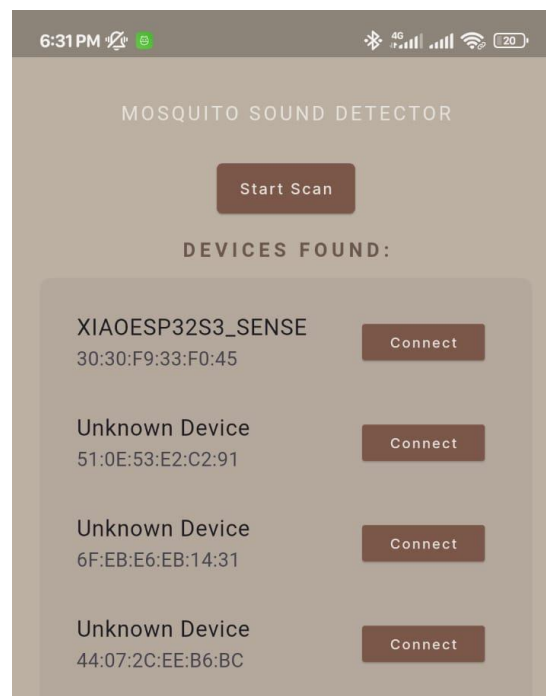 6:31 PM 4G 20
MOSQUITO SOUND DETECTOR
Start Scan
DEVICES FOUND:
XIAOESP32S3_SENSE
Connect
30:30:F9:33:F0:45
Unknown Device
Connect
51:0E:53:E2:C2:91
Unknown Device
Connect
6F:EB:E6:EB:14:31
Unknown Device
Connect
44:07:2C:EE:B6:BC